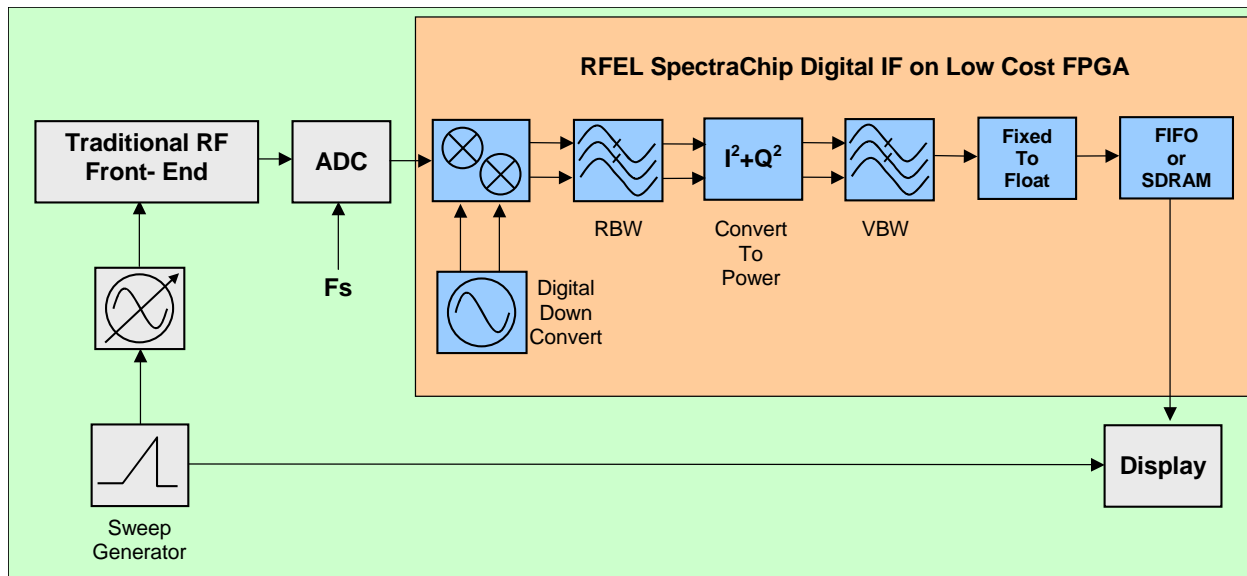 RFEL SpectraChip Digital IF on Low Cost FPGA
Traditional RF
Front- End
ADC
I²+Q²
Fixed
To
Float
FIFO
or
SDRAM
RBW
Convert
To
Power
VBW
Fs
Digital
Down
Convert
Display
Sweep
Generator